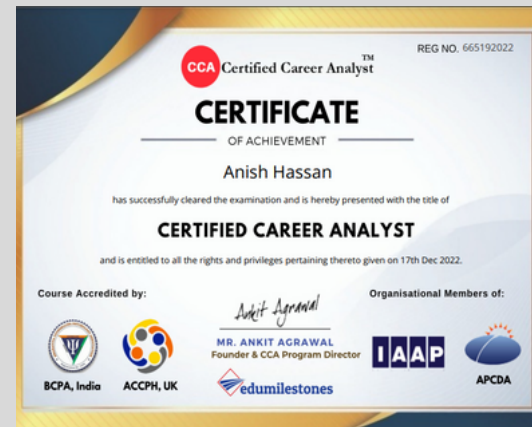 REG NO. 665192022
CCA Certified Career Analyst™
CERTIFICATE
OF ACHIEVEMENT
Anish Hassan
has successfully cleared the examination and is hereby presented with the title of
CERTIFIED CAREER ANALYST
and is entitled to all the rights and privileges pertaining thereto given on 17th Dec 2022.
Course Accredited by:
BCPA, India
ACCPH, UK
Ankit Agrawal
MR. ANKIT AGRAWAL
Founder & CCA Program Director
edumilestones
Organisational Members of:
IAAP
APCDA